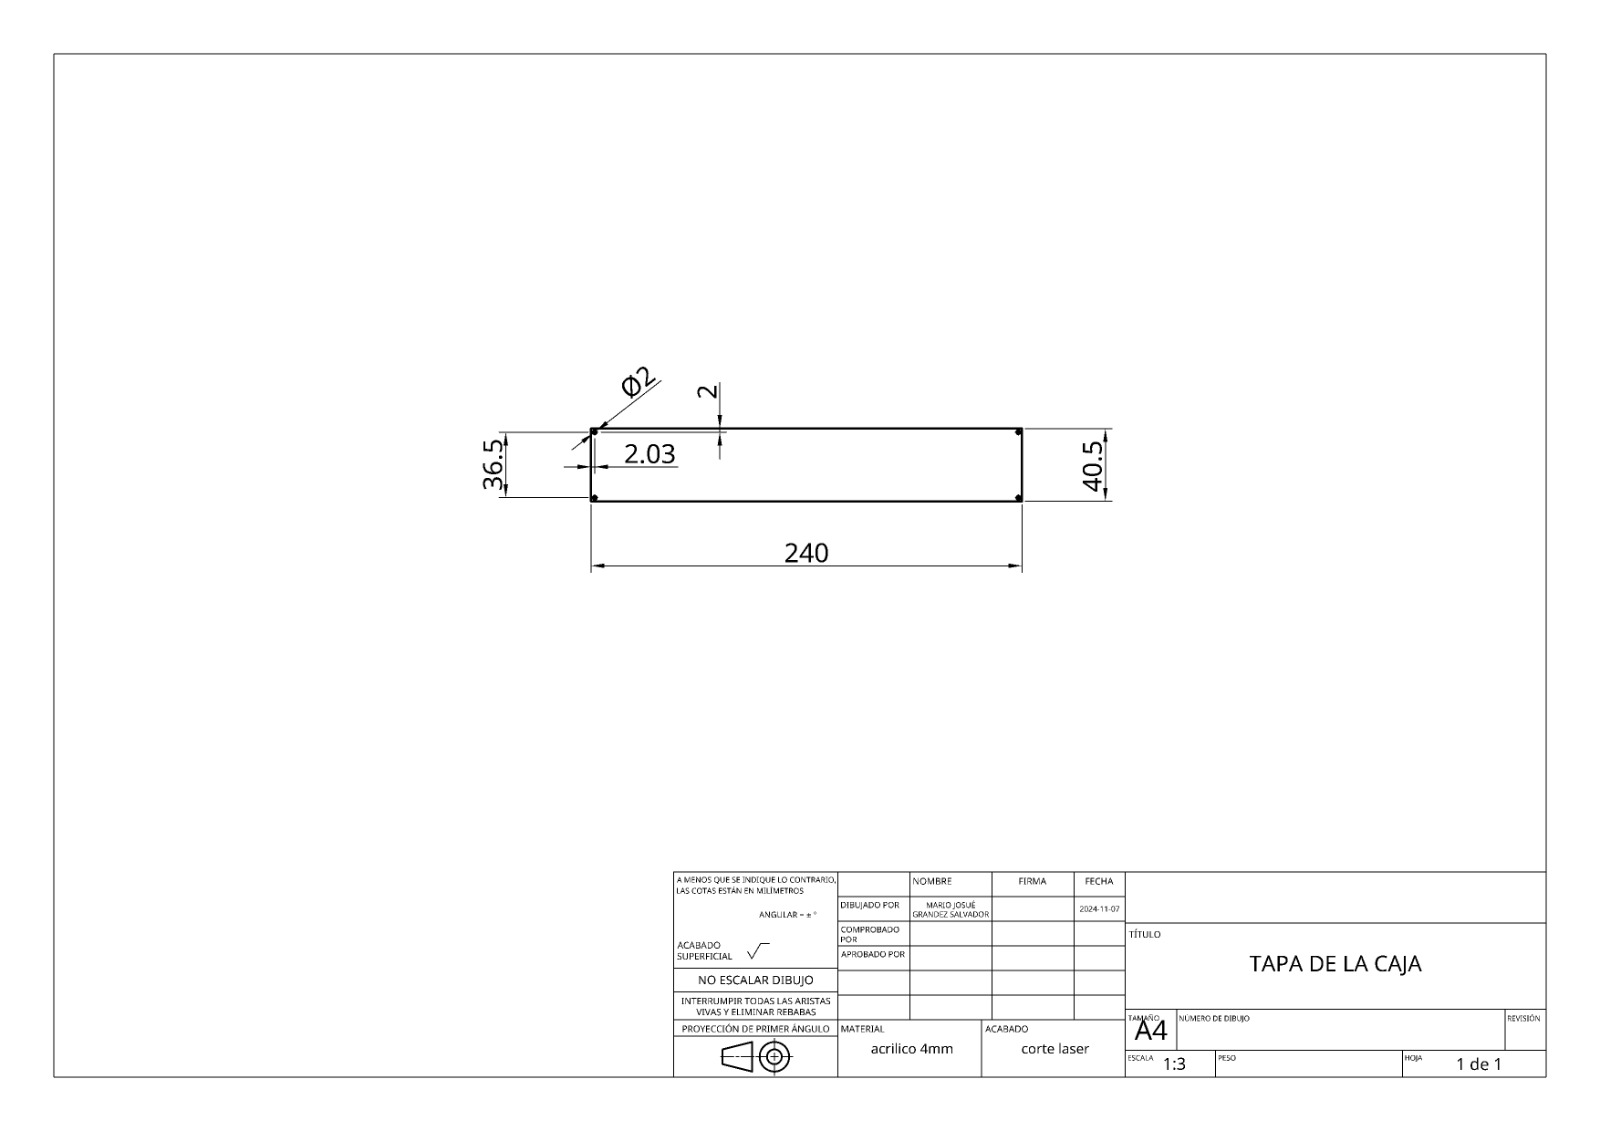 Ø2
2
36.5
2.03
40.5
240
A MENOS QUE SE INDIQUE LO CONTRARIO,
LAS COTAS ESTÁN EN MILÍMETROS
ANGULAR = ± °
ACABADO
SUPERFICIAL
NO ESCALAR DIBUJO
INTERRUMPIR TODAS LAS ARISTAS
VIVAS Y ELIMINAR REBABAS
PROYECCIÓN DE PRIMER ÁNGULO
NOMBRE
FIRMA
FECHA
DIBUJADO POR
MARIO JOSUÉ
GRANDEZ SALVADOR
2024-11-07
COMPROBADO
POR
APROBADO POR
MATERIAL
acrilico 4mm
ACABADO
corte laser
TÍTULO
TAPA DE LA CAJA
TAMAÑO
A4
NÚMERO DE DIBUJO
REVISIÓN
ESCALA
1:3
PESO
HOJA
1 de 1